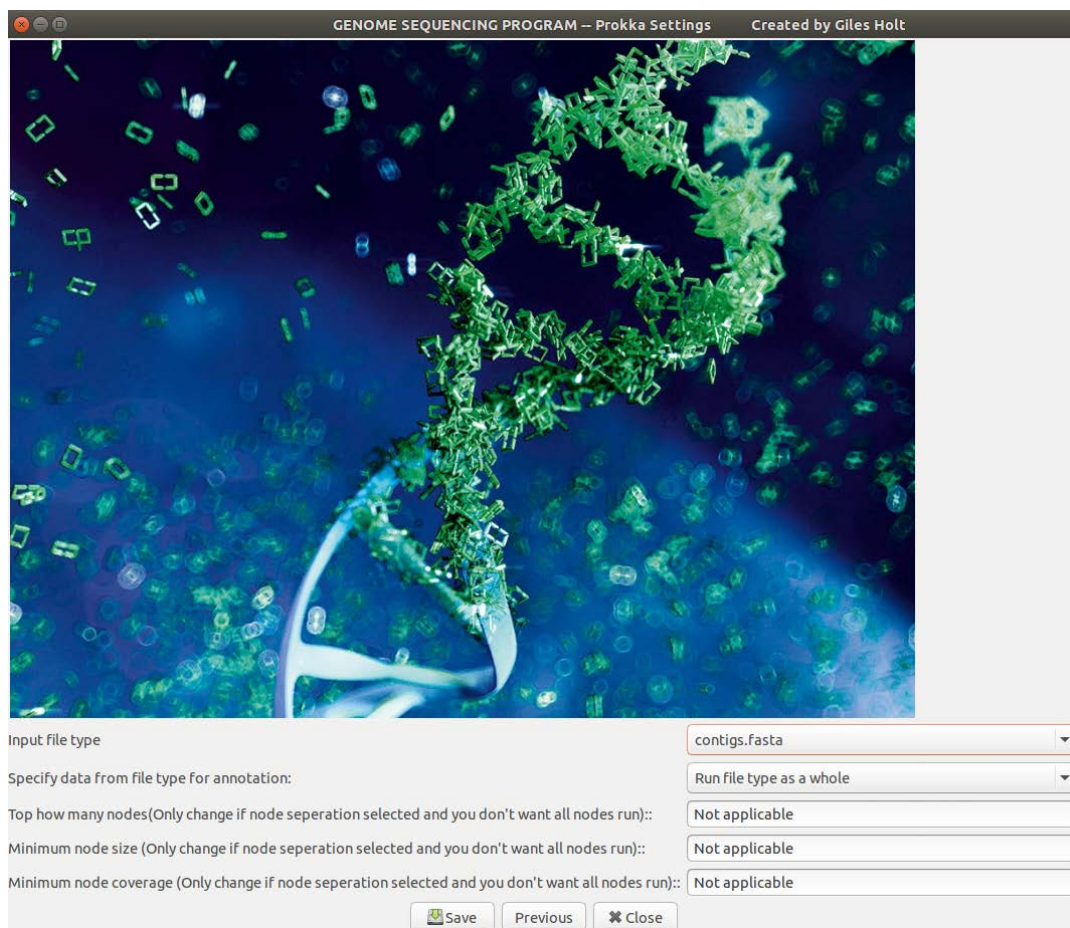 GENOME SEQUENCING PROGRAM -- Prokka Settings Created by Giles Holt
Input file type contigs.fasta
Specify data from file type for annotation: Run file type as a whole
Top how many nodes(Only change if node seperation selected and you don't want all nodes run):: Not applicable
Minimum node size (Only change if node seperation selected and you don't want all nodes run):: Not applicable
Minimum node coverage (Only change if node seperation selected and you don't want all nodes run):: Not applicable
Save Previous Close